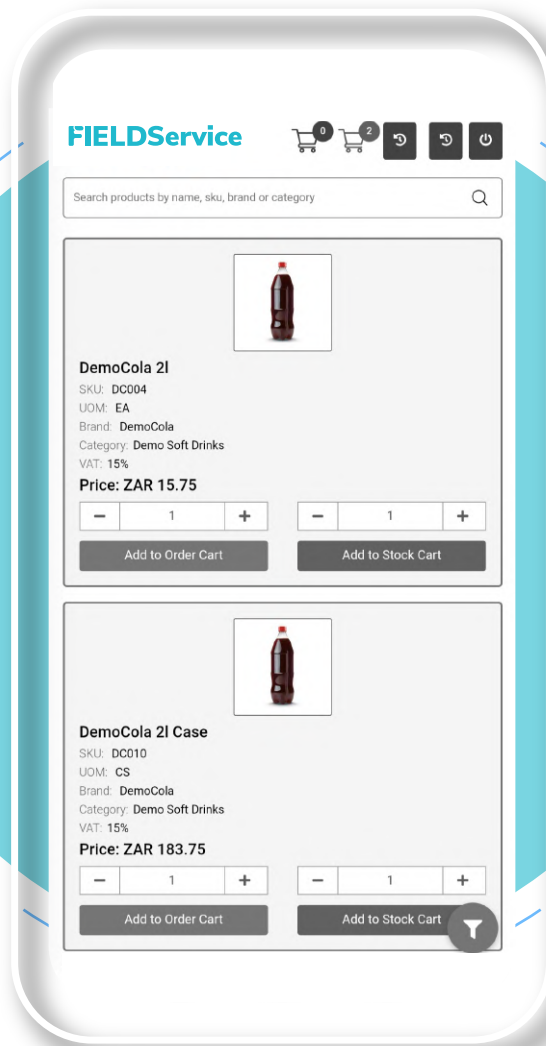 FIELDService
0
2
Search products by name, sku, brand or category
DemoCola 2l
SKU: DC004
UOM: EA
Brand: DemoCola
Category: Demo Soft Drinks
VAT: 15%
Price: ZAR 15.75
− 1 + − 1 +
Add to Order Cart Add to Stock Cart
DemoCola 2l Case
SKU: DC010
UOM: CS
Brand: DemoCola
Category: Demo Soft Drinks
VAT: 15%
Price: ZAR 183.75
− 1 + − 1 +
Add to Order Cart Add to Stock Cart